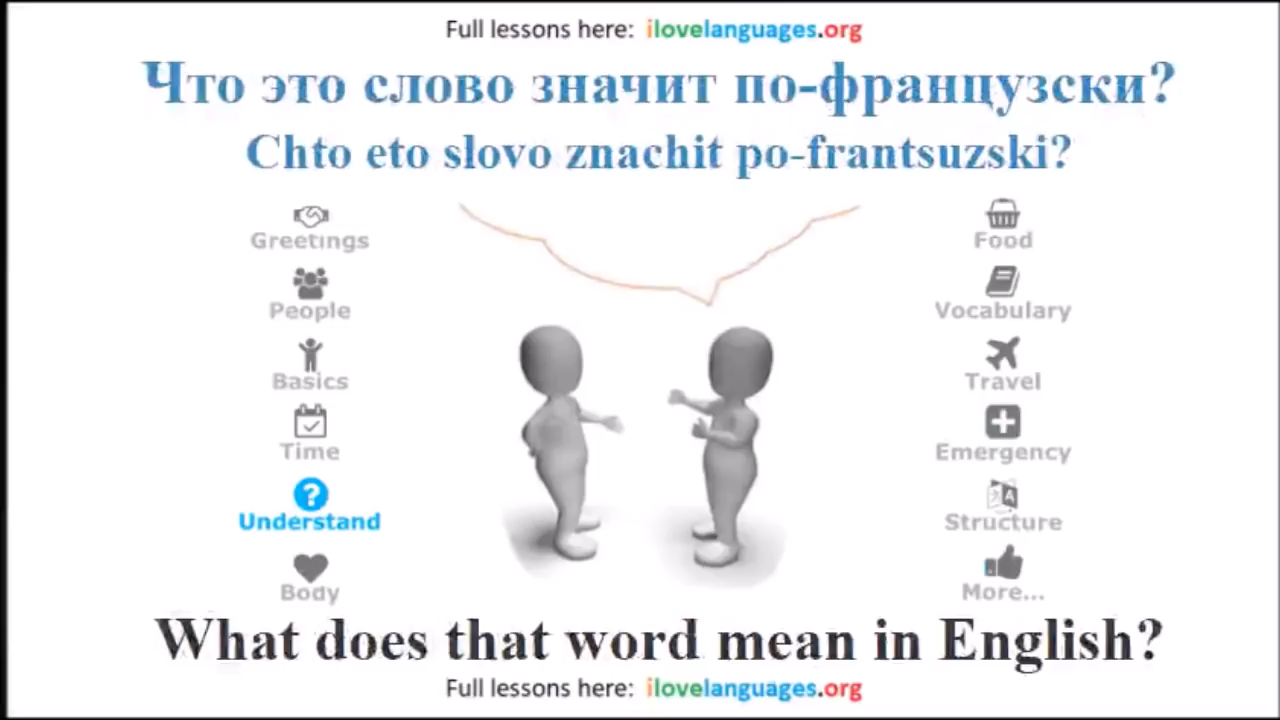 Full lessons here: ilovelanguages.org
Что это слово значит по-французски?
Chto eto slovo znachit po-frantsuzski?
Greetings
People
Basics
Time
Understand
Body
Food
Vocabulary
Travel
Emergency
Structure
More...
What does that word mean in English?
Full lessons here: ilovelanguages.org